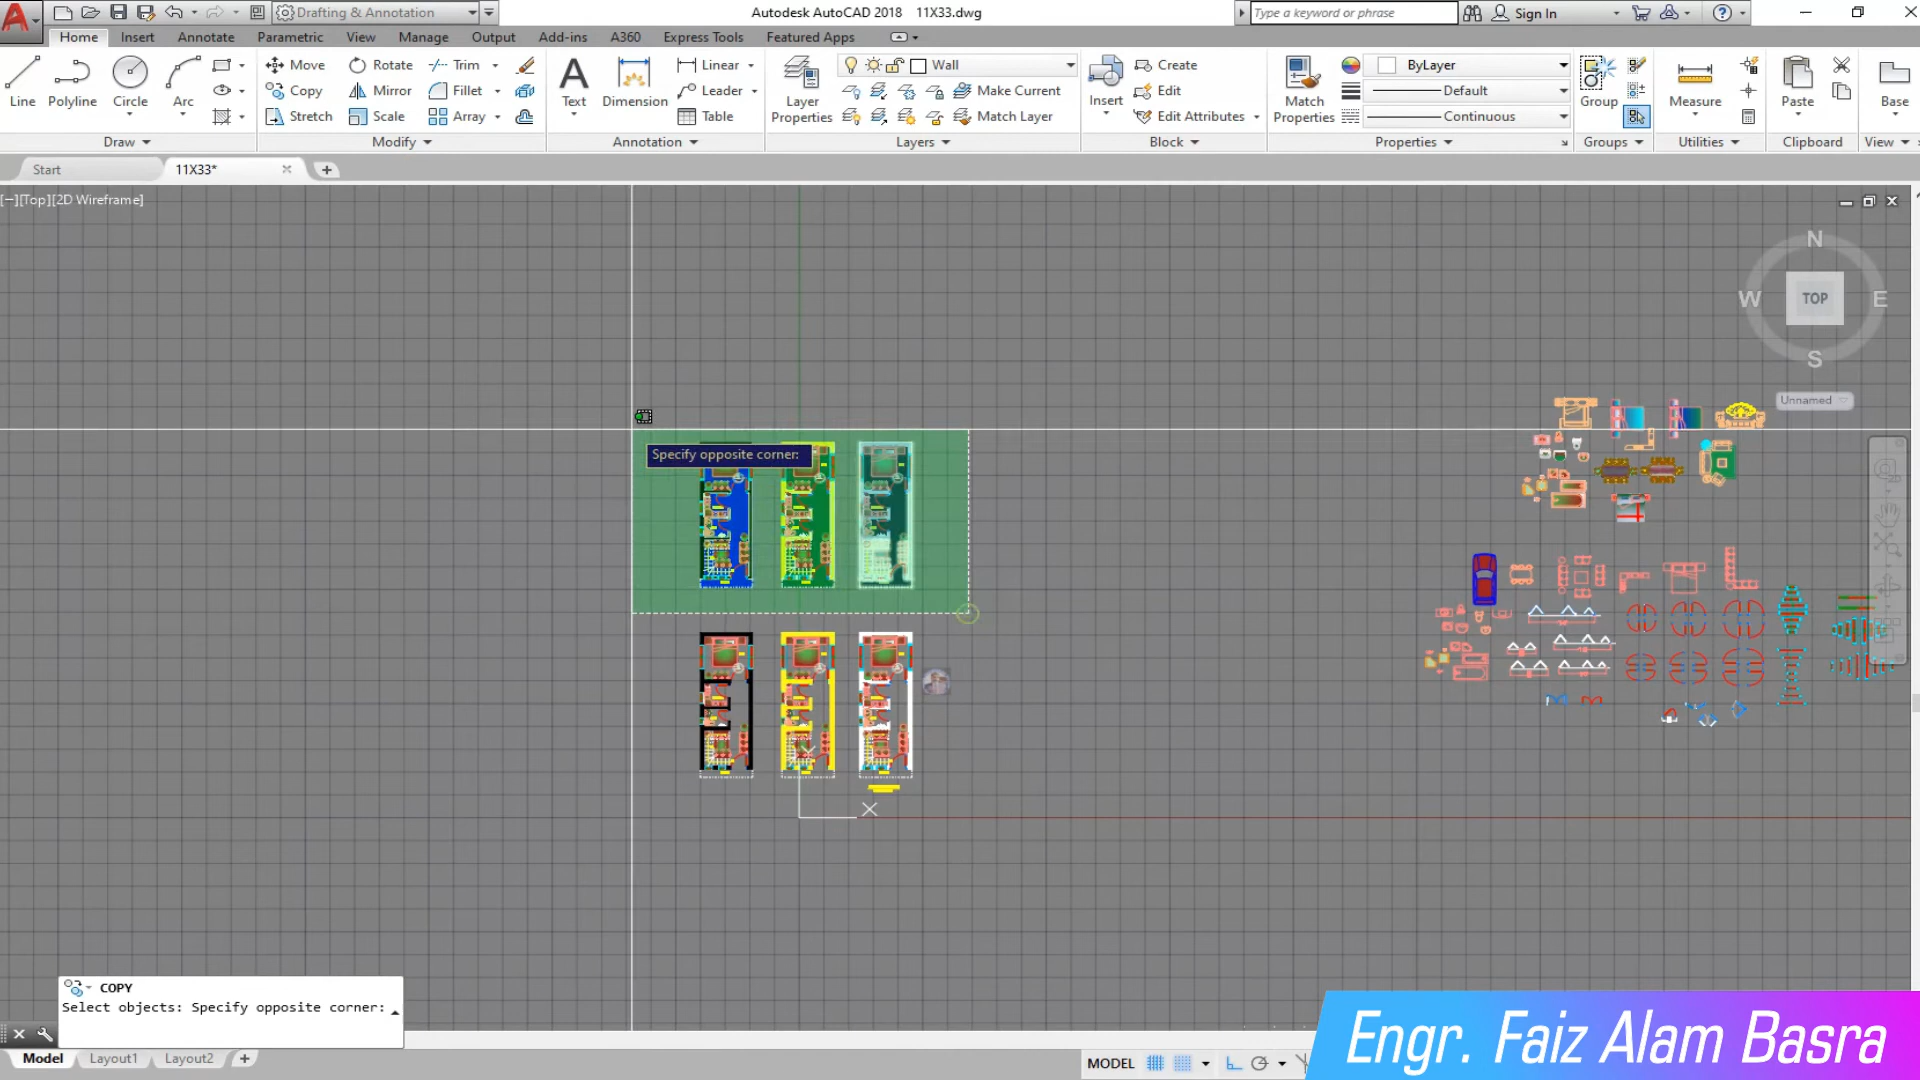 Drafting & Annotation
Autodesk AutoCAD 2018 11X33.dwg
Type a keyword or phrase
Sign In
Home Insert Annotate Parametric View Manage Output Add-ins A360 Express Tools Featured Apps
Line Polyline Circle Arc
Move Rotate Trim
Copy Mirror Fillet
Stretch Scale Array
Text Dimension
Linear
Leader
Table
Layer Properties
Wall
Make Current
Match Layer
Insert
Create
Edit
Edit Attributes
Match Properties
ByLayer
Default
Continuous
Group
Measure
Paste
Base
Draw Modify Annotation Layers Block Properties Groups Utilities Clipboard View
Start 11X33*
[−][Top][2D Wireframe]
N
W TOP E
S
Unnamed
Specify opposite corner:
X
COPY
Select objects: Specify opposite corner:
Model Layout1 Layout2
MODEL
Engr. Faiz Alam Basra